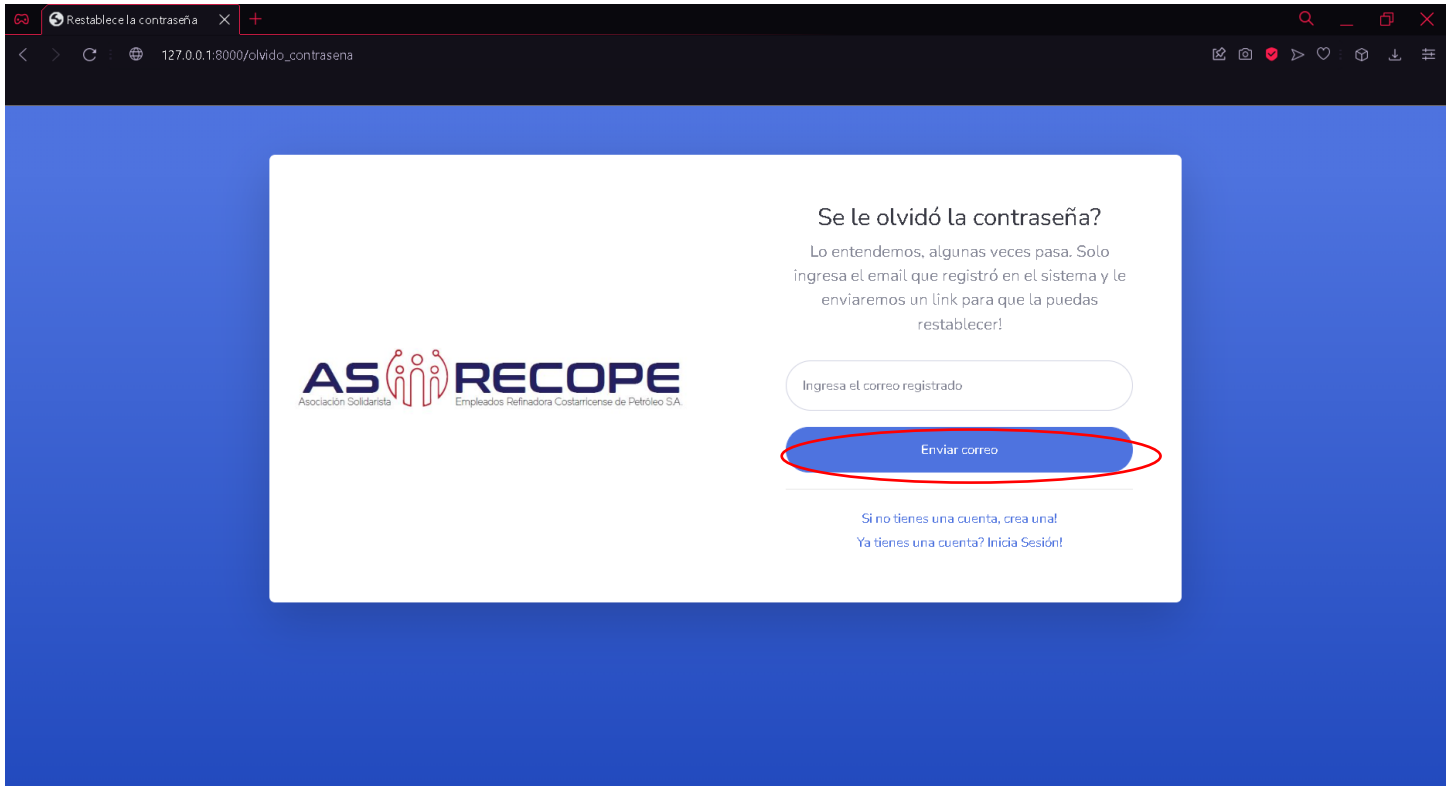 Restablece la contraseña
127.0.0.1:8000/olvido_contrasena
Se le olvidó la contraseña?
Lo entendemos, algunas veces pasa. Solo
ingresa el email que registró en el sistema y le
enviaremos un link para que la puedas
restablecer!
ASRECOPE
Asociación Solidarista Empleados Refinadora Costarricense de Petróleo S.A.
Ingresa el correo registrado
Enviar correo
Si no tienes una cuenta, crea una!
Ya tienes una cuenta? Inicia Sesión!